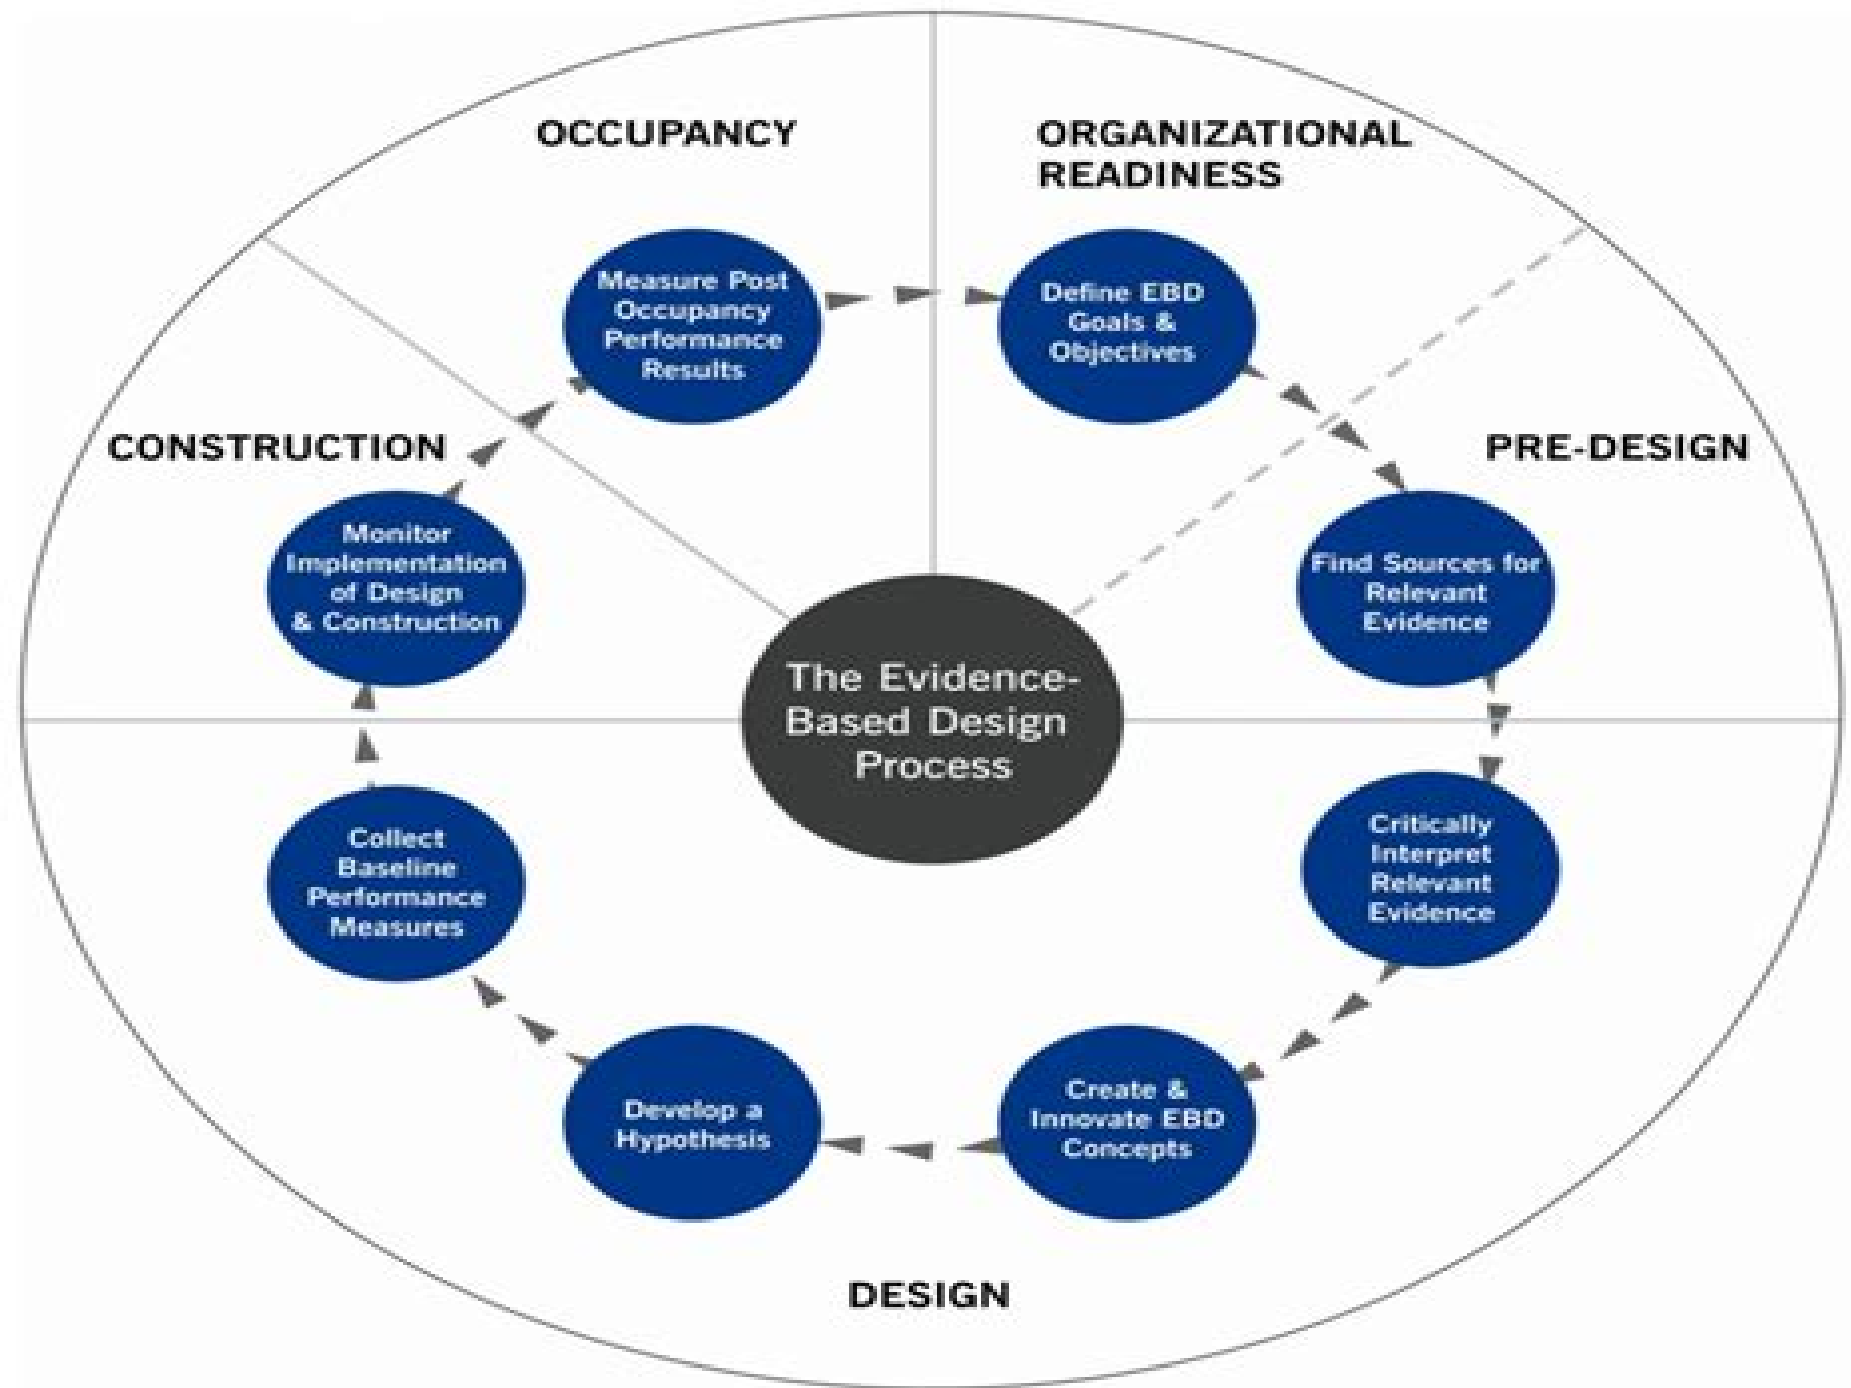 OCCUPANCY
ORGANIZATIONAL
READINESS
Measure Post
Occupancy
Performance
Results
Define EBD
Goals &
Objectives
CONSTRUCTION
PRE-DESIGN
Monitor
Implementation
of Design
& Construction
Find Sources for
Relevant
Evidence
The Evidence-
Based Design
Process
Collect
Baseline
Performance
Measures
Critically
Interpret
Relevant
Evidence
Develop a
Hypothesis
Create &
Innovate EBD
Concepts
DESIGN